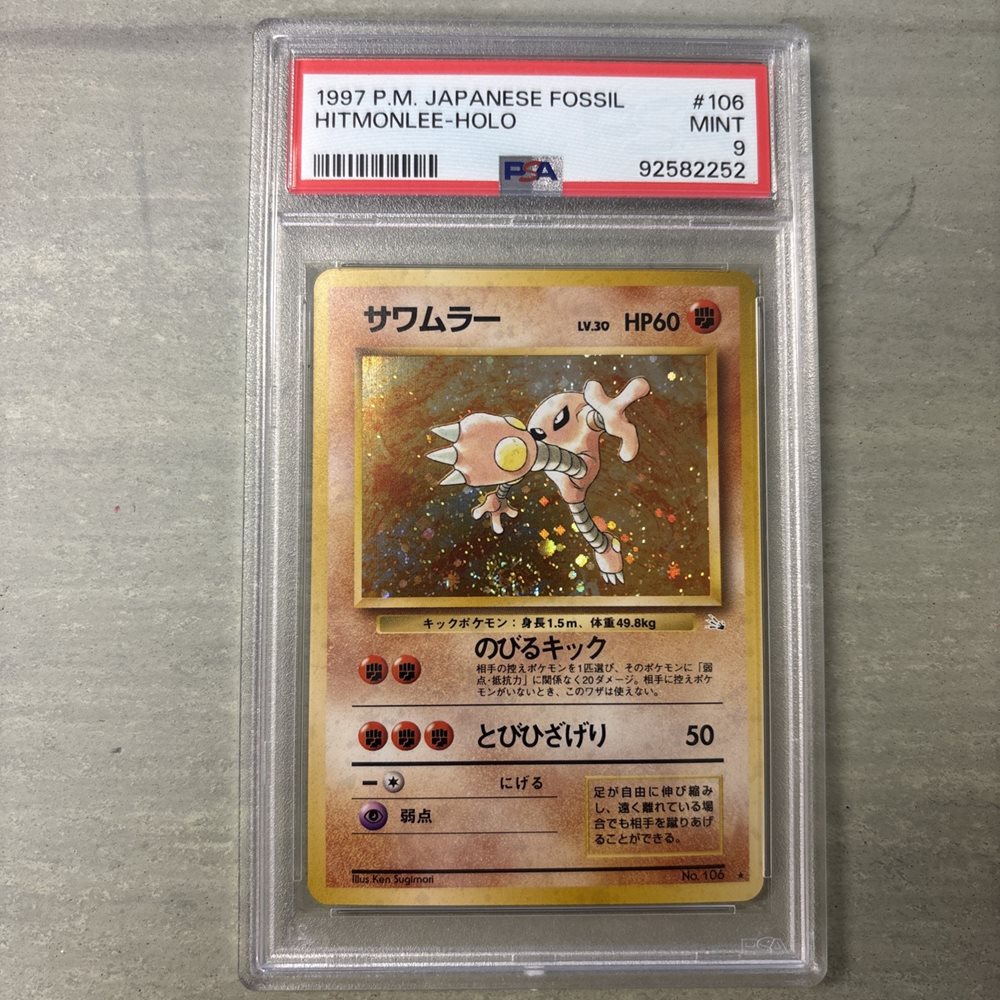 1997 P.M. JAPANESE FOSSIL #106
HITMONLEE-HOLO MINT
9
PSA 92582252
サワムラー LV.30 HP60
キックポケモン：身長1.5m、体重49.8kg
のびるキック
相手の控えポケモンを1匹選び、そのポケモンに「弱
点・抵抗力」に関係なく20ダメージ。相手に控えポケ
モンがいないとき、このワザは使えない。
とびひざげり 50
にげる
弱点
足が自由に伸び縮み
し、遠く離れている場
合でも相手を蹴りあげ
ることができる。
Illus.Ken Sugimori No.106 ★
PSA